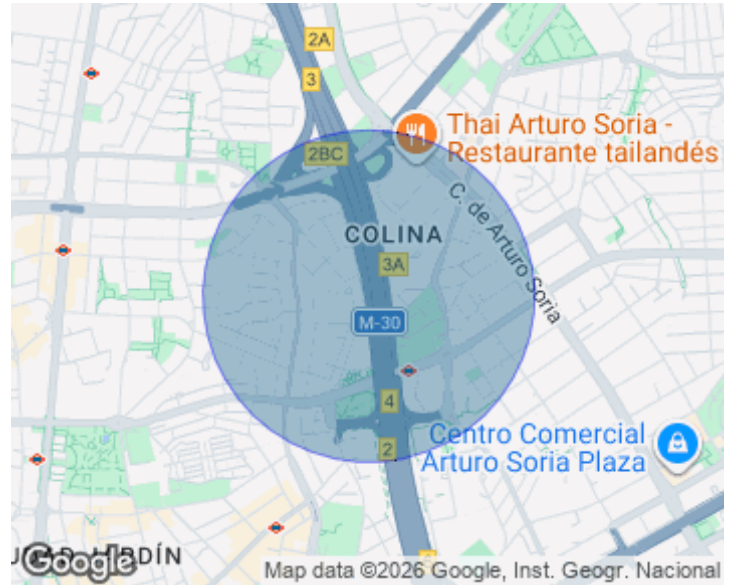 2A
3
Thai Arturo Soria -
Restaurante tailandés
2BC
C. de Arturo Soria
COLINA
3A
M-30
4
2
Centro Comercial
Arturo Soria Plaza
JARDÍN
Google
Map data ©2026 Google, Inst. Geogr. Nacional